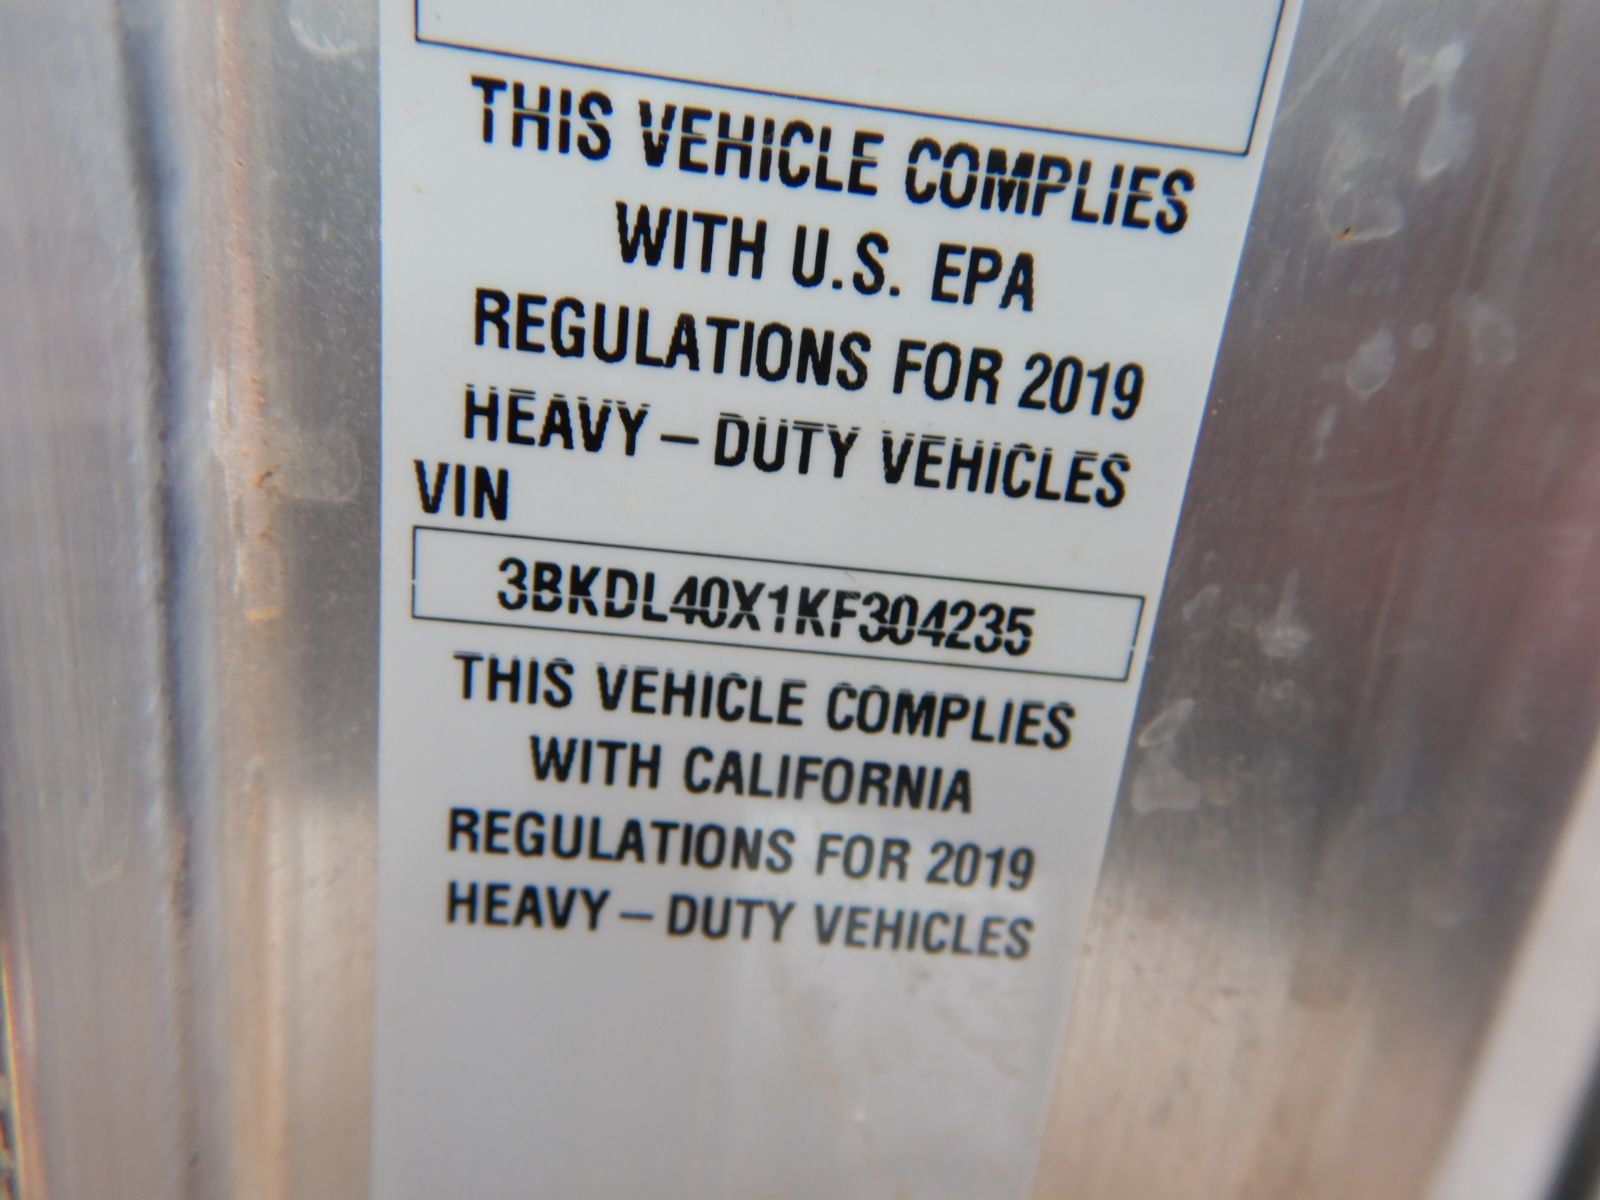 THIS VEHICLE COMPLIES
WITH U.S. EPA
REGULATIONS FOR 2019
HEAVY – DUTY VEHICLES
VIN
3BKDL40X1KF304235
THIS VEHICLE COMPLIES
WITH CALIFORNIA
REGULATIONS FOR 2019
HEAVY – DUTY VEHICLES